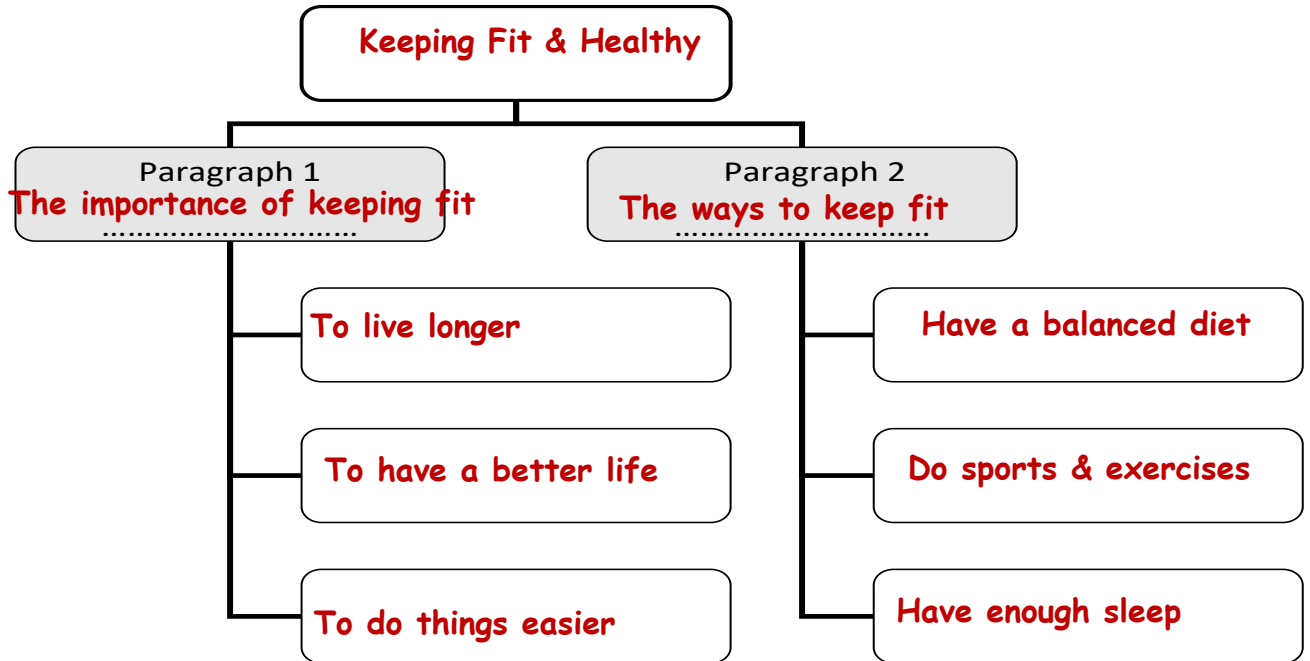 Keeping Fit & Healthy
Paragraph 1
The importance of keeping fit
……………………………
To live longer
To have a better life
To do things easier
Paragraph 2
The ways to keep fit
……………………………
Have a balanced diet
Do sports & exercises
Have enough sleep